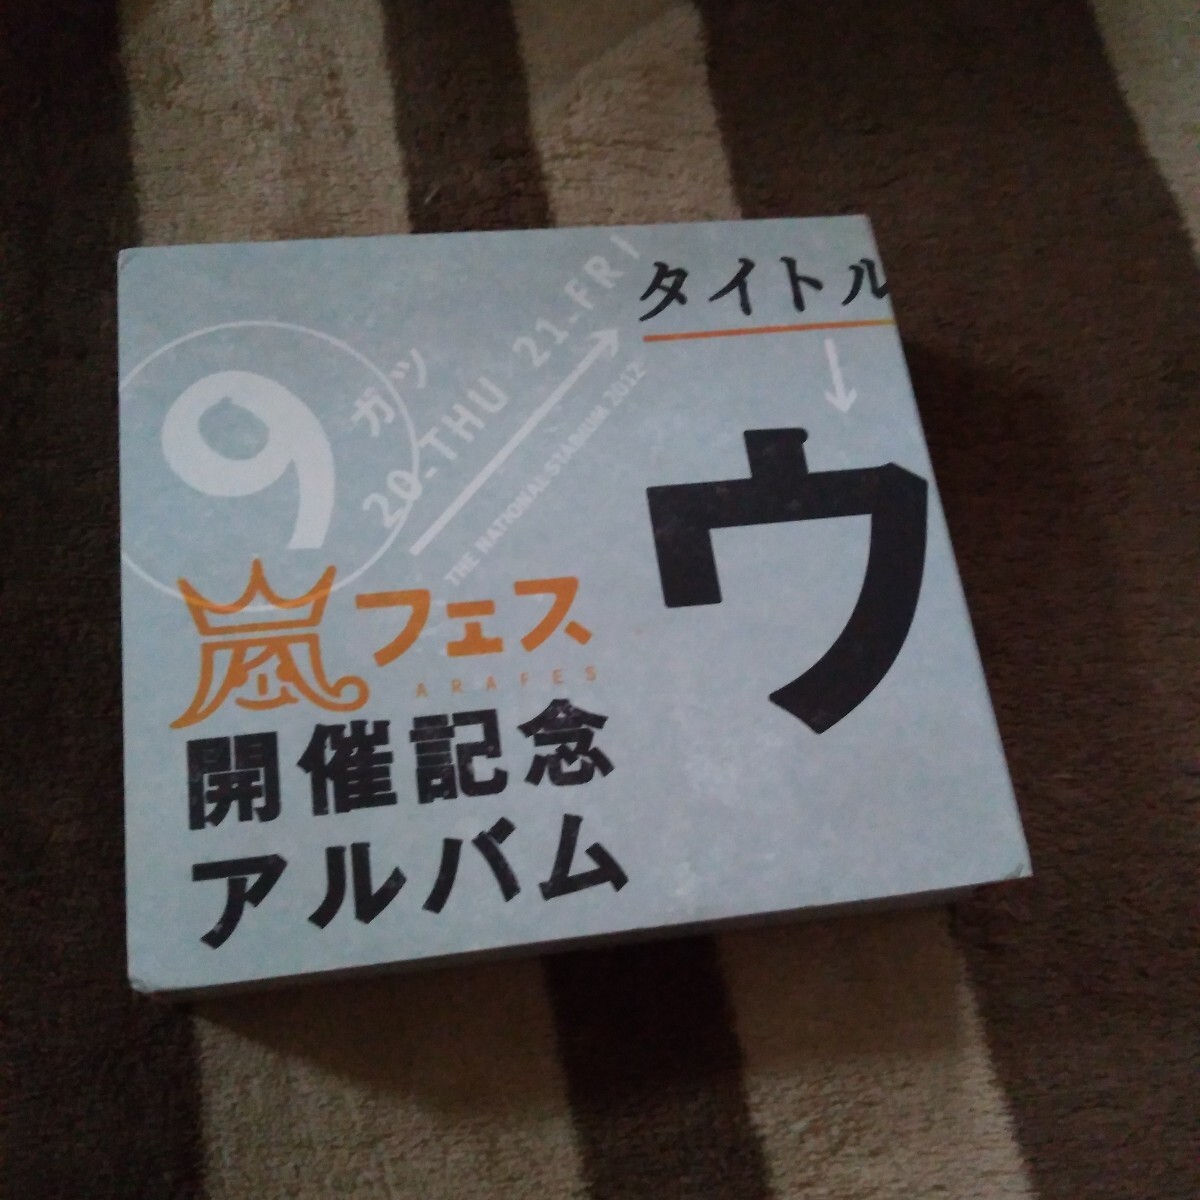 9
ガツ
20-THU 21-FRI
THE NATIONAL STADIUM 2012
タイトル
ウ
嵐フェス
ARAFES
開催記念
アルバム